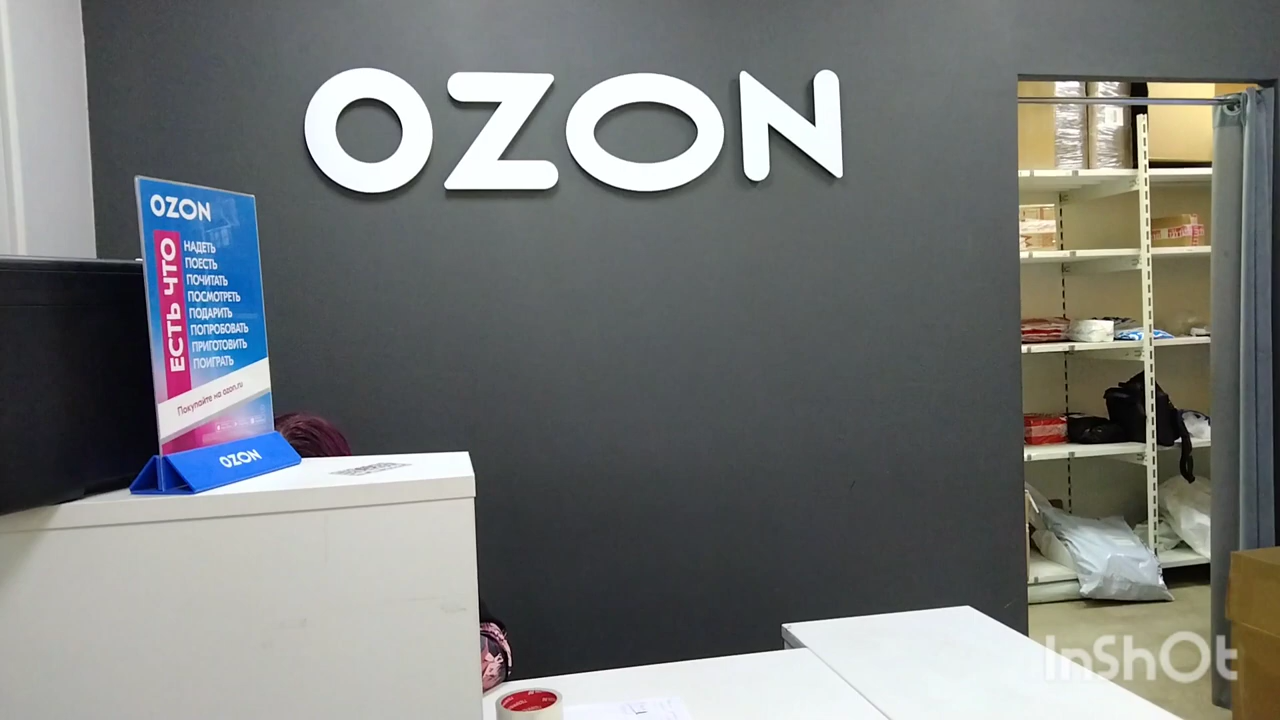 OZON
OZON
ЕСТЬ ЧТО
НАДЕТЬ
ПОЕСТЬ
ПОЧИТАТЬ
ПОСМОТРЕТЬ
ПОДАРИТЬ
ПОПРОБОВАТЬ
ПРИГОТОВИТЬ
ПОИГРАТЬ
Покупайте на ozon.ru
OZON
InShOt